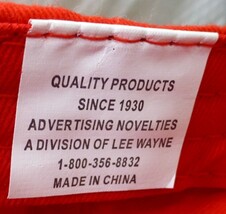 QUALITY PRODUCTS
SINCE 1930
ADVERTISING NOVELTIES
A DIVISION OF LEE WAYNE
1-800-356-8832
MADE IN CHINA